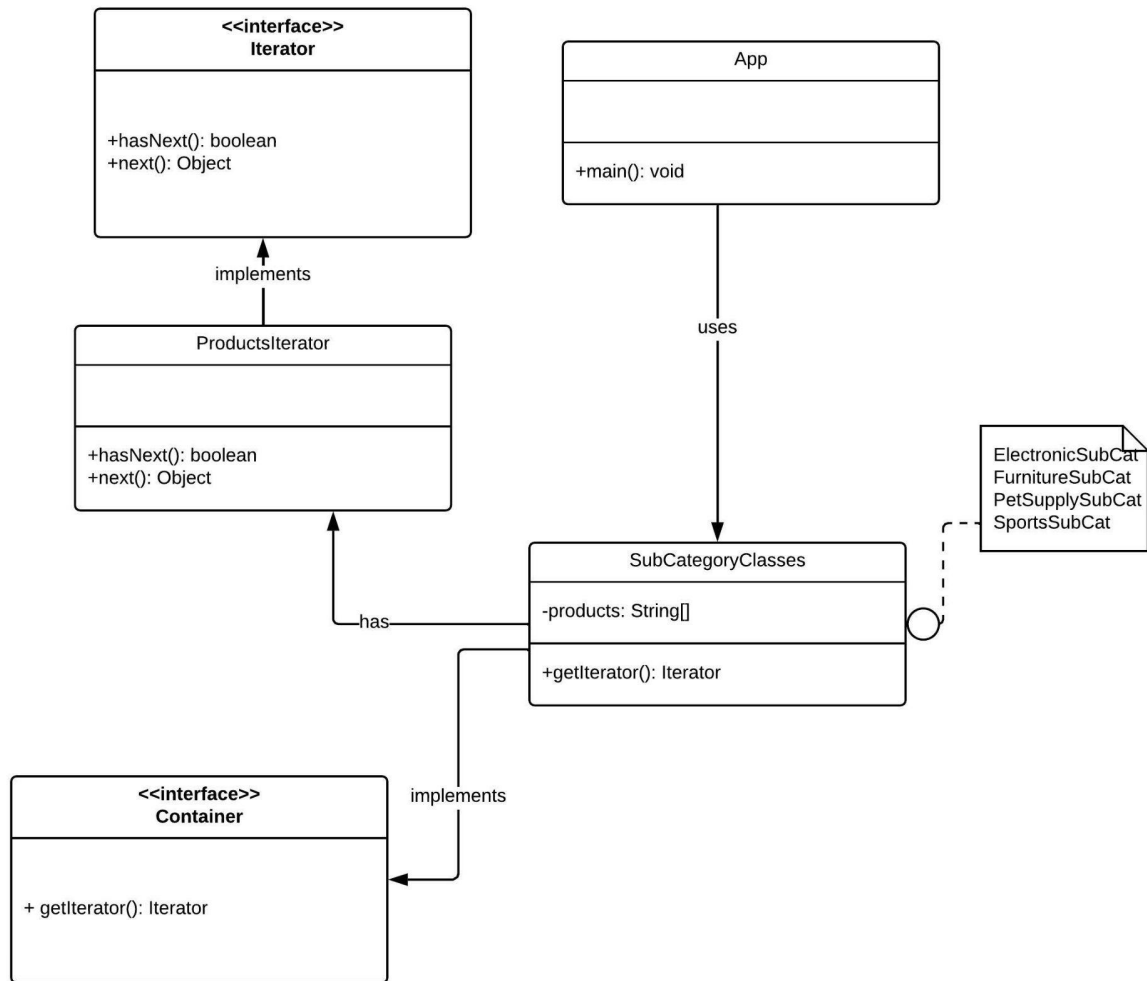 <<interface>>
Iterator
+hasNext(): boolean
+next(): Object
App
+main(): void
implements
uses
ProductsIterator
+hasNext(): boolean
+next(): Object
ElectronicSubCat
FurnitureSubCat
PetSupplySubCat
SportsSubCat
SubCategoryClasses
-products: String[]
+getIterator(): Iterator
has
implements
<<interface>>
Container
+ getIterator(): Iterator